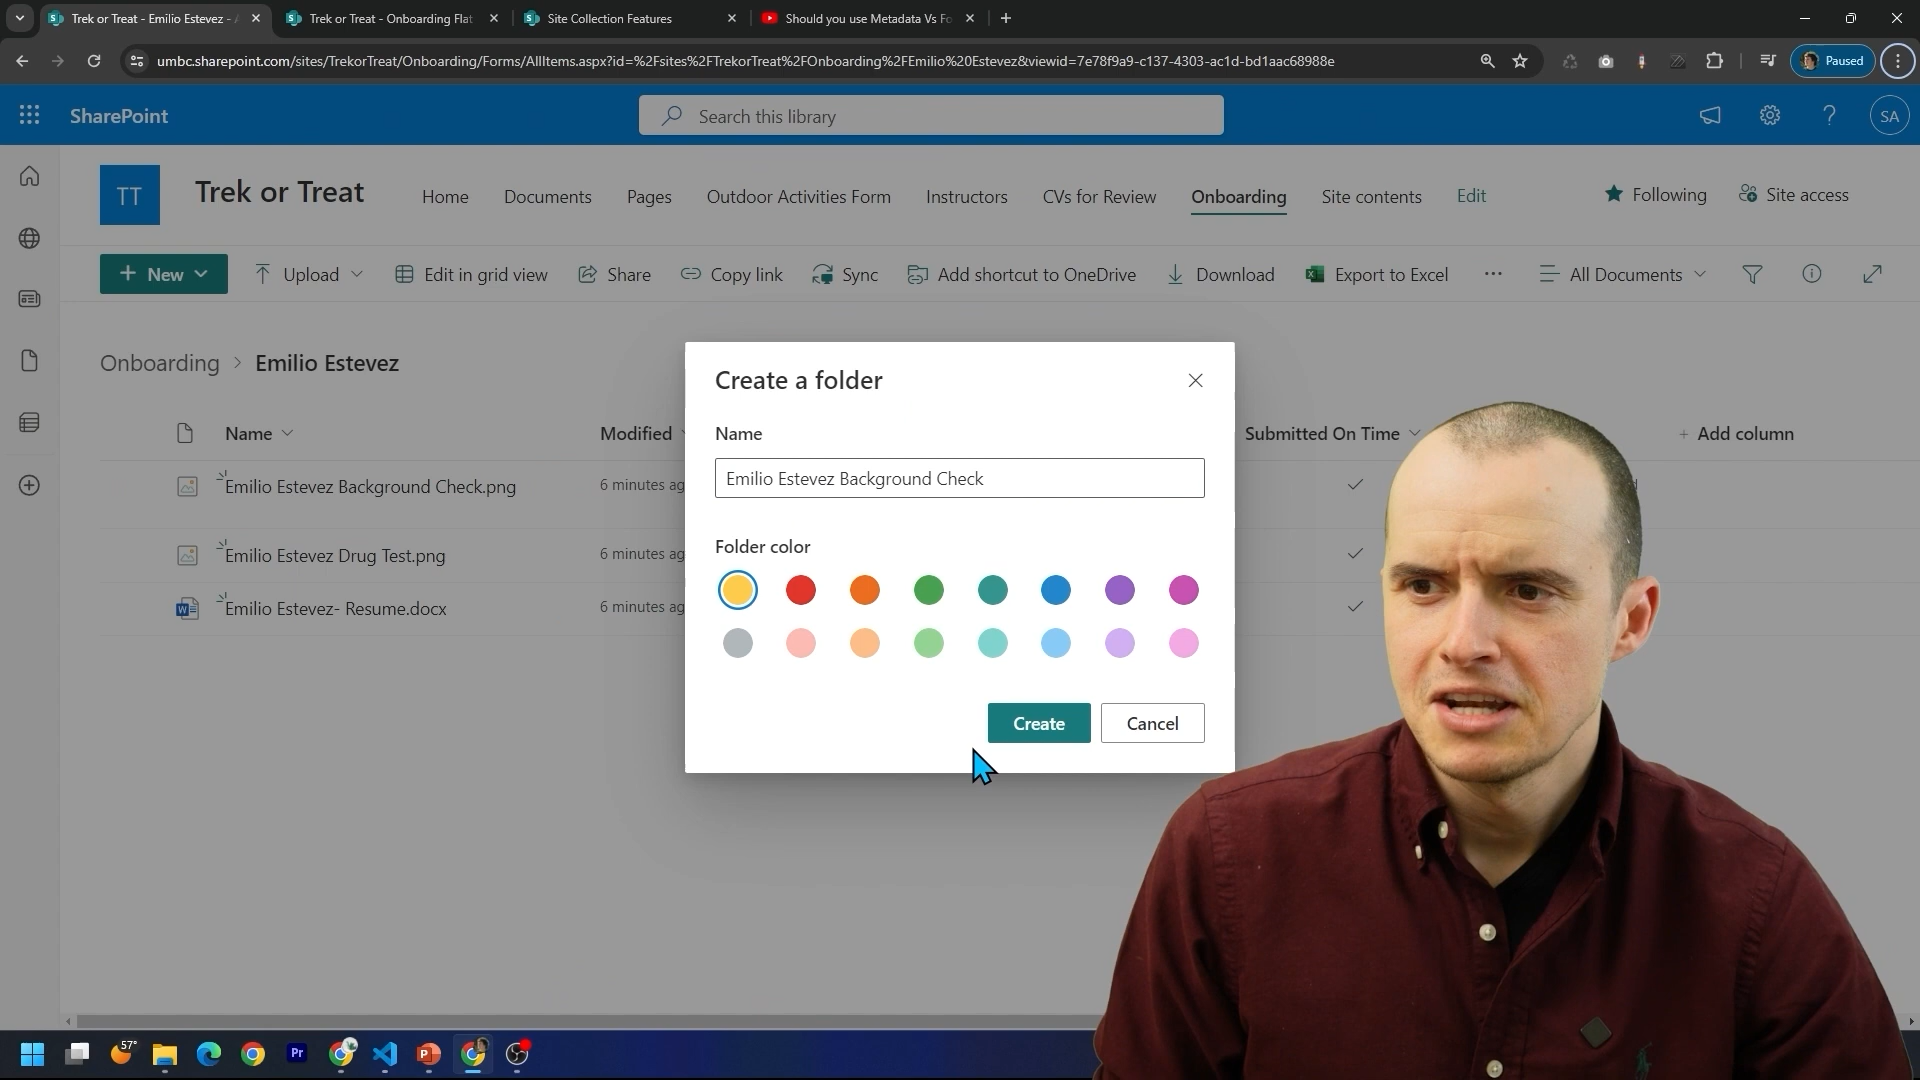 Trek or Treat - Emilio Estevez - A
Trek or Treat - Onboarding Flat
Site Collection Features
Should you use Metadata Vs Fo
umbc.sharepoint.com/sites/TrekorTreat/Onboarding/Forms/AllItems.aspx?id=%2Fsites%2FTrekorTreat%2FOnboarding%2FEmilio%20Estevez&viewid=7e78f9a9-c137-4303-ac1d-bd1aac68988e
Paused
SharePoint
Search this library
SA
TT
Trek or Treat
Home
Documents
Pages
Outdoor Activities Form
Instructors
CVs for Review
Onboarding
Site contents
Edit
Following
Site access
New
Upload
Edit in grid view
Share
Copy link
Sync
Add shortcut to OneDrive
Download
Export to Excel
All Documents
Onboarding > Emilio Estevez
Name
Modified
Submitted On Time
Add column
Emilio Estevez Background Check.png
6 minutes ag
Emilio Estevez Drug Test.png
6 minutes ag
Emilio Estevez- Resume.docx
6 minutes ag
Create a folder
Name
Emilio Estevez Background Check
Folder color
Create
Cancel
57°
Pr